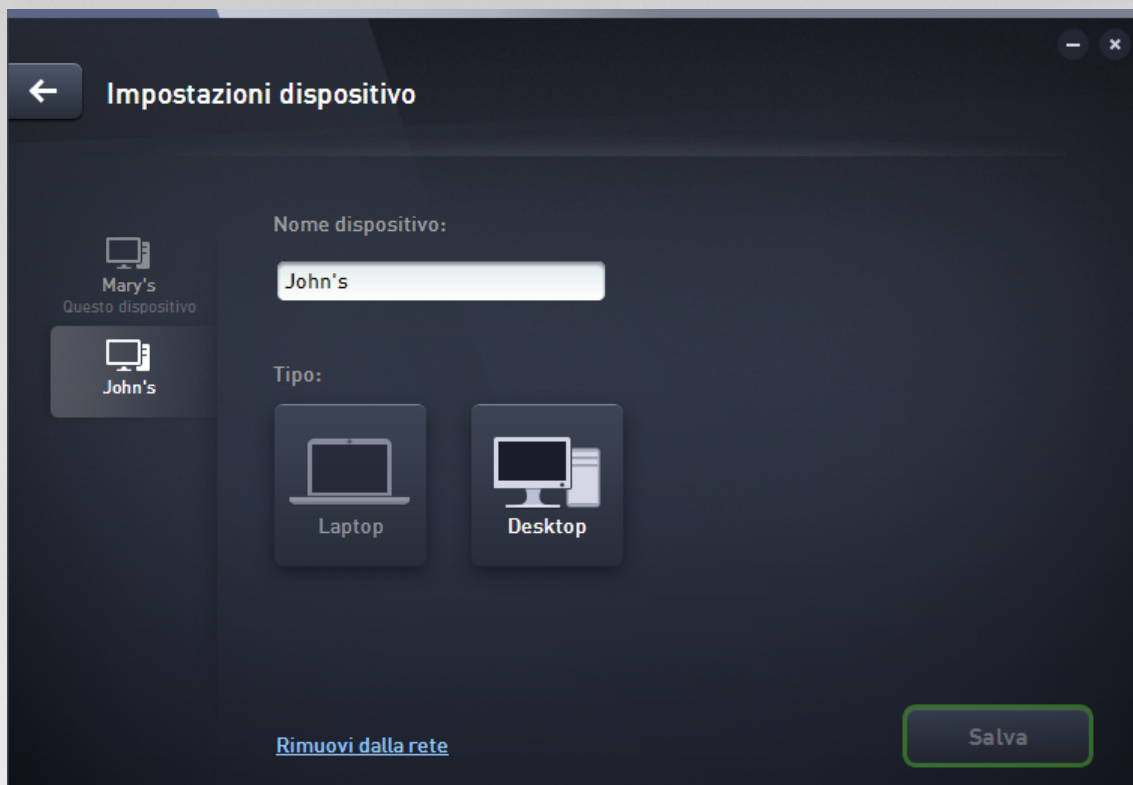 Impostazioni dispositivo
Mary's
Questo dispositivo
John's
Nome dispositivo:
John's
Tipo:
Laptop
Desktop
Rimuovi dalla rete
Salva